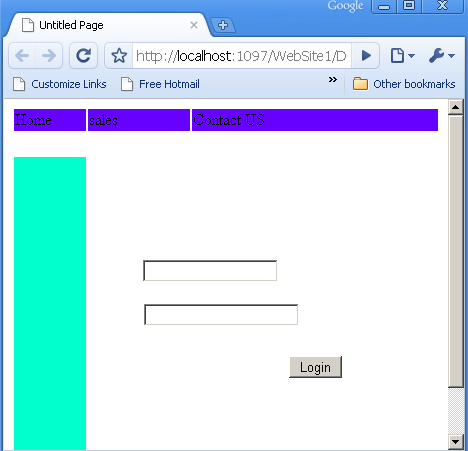 Google
Untitled Page
http://localhost:1097/WebSite1/D
Customize Links
Free Hotmail
»
Other bookmarks
Home
sales
Contact US
Login